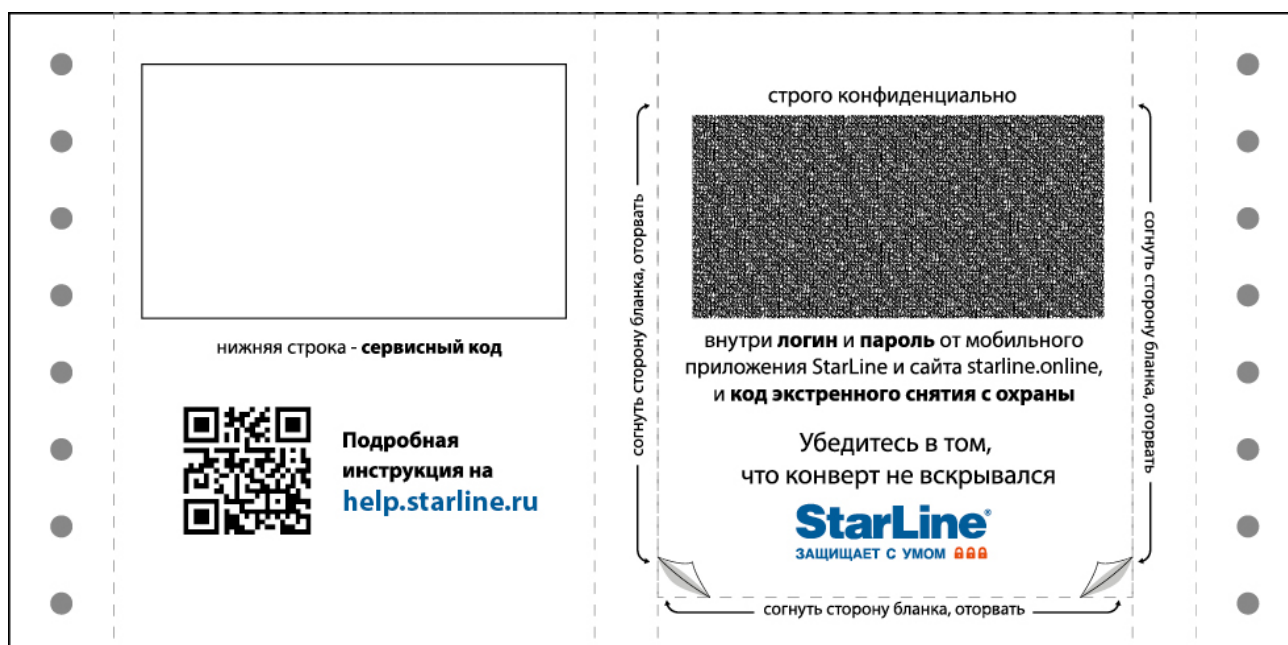 нижняя строка - сервисный код
Подробная
инструкция на
help.starline.ru
согнуть сторону бланка, оторвать
строго конфиденциально
внутри логин и пароль от мобильного
приложения StarLine и сайта starline.online,
и код экстренного снятия с охраны
Убедитесь в том,
что конверт не вскрывался
StarLine®
ЗАЩИЩАЕТ С УМОМ
согнуть сторону бланка, оторвать
согнуть сторону бланка, оторвать